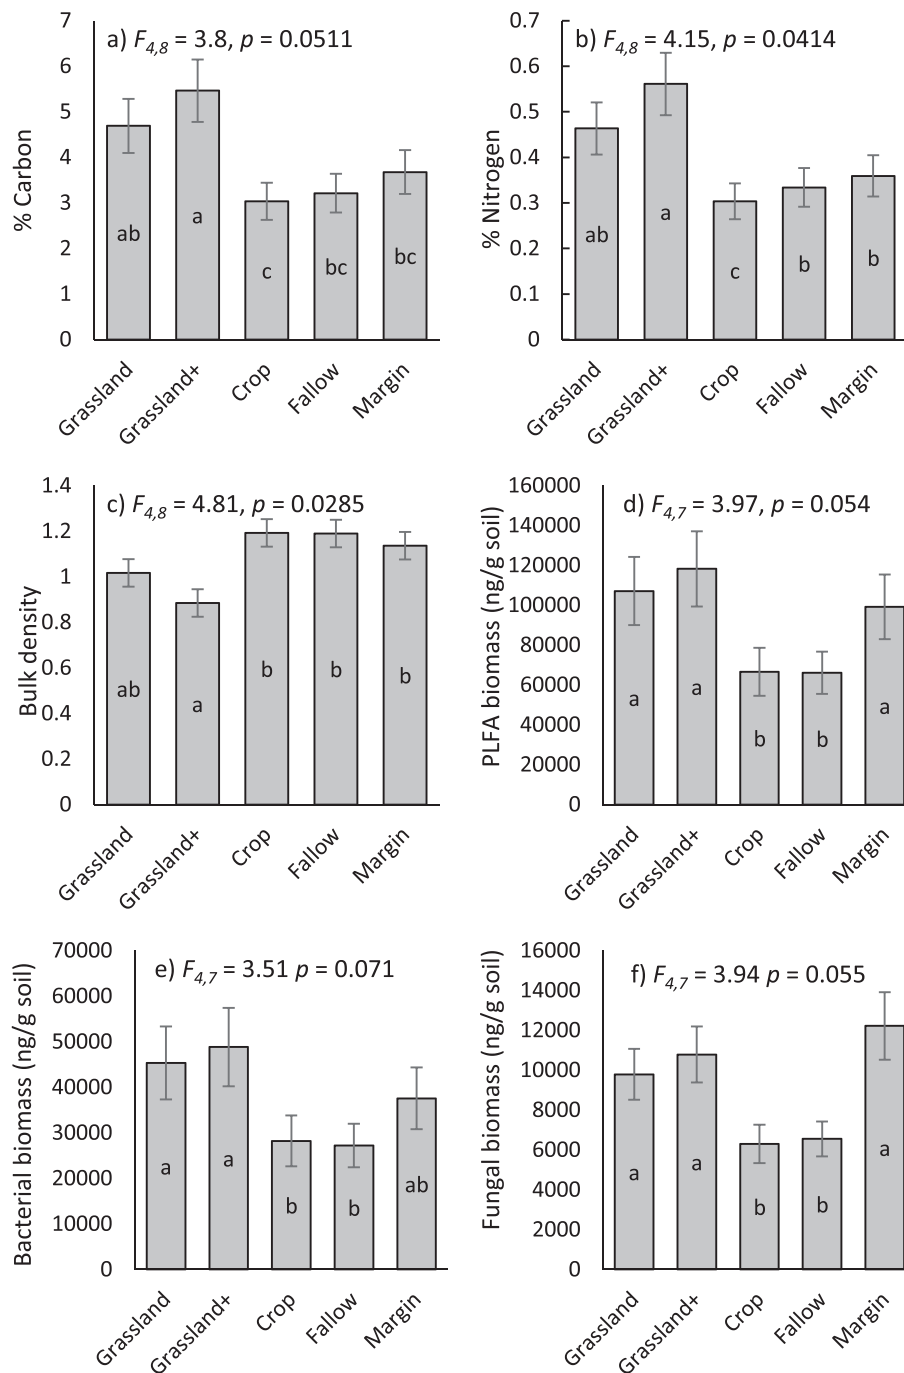 a) F4,8 = 3.8, p = 0.0511
% Carbon
7
6
5
4
3
2
1
0
ab
a
c
bc
bc
Grassland
Grassland+
Crop
Fallow
Margin
b) F4,8 = 4.15, p = 0.0414
% Nitrogen
0.7
0.6
0.5
0.4
0.3
0.2
0.1
0
ab
a
c
b
b
Grassland
Grassland+
Crop
Fallow
Margin
c) F4,8 = 4.81, p = 0.0285
Bulk density
1.4
1.2
1
0.8
0.6
0.4
0.2
0
ab
a
b
b
b
Grassland
Grassland+
Crop
Fallow
Margin
d) F4,7 = 3.97, p = 0.054
PLFA biomass (ng/g soil)
160000
140000
120000
100000
80000
60000
40000
20000
0
a
a
b
b
a
Grassland
Grassland+
Crop
Fallow
Margin
e) F4,7 = 3.51 p = 0.071
Bacterial biomass (ng/g soil)
70000
60000
50000
40000
30000
20000
10000
0
a
a
b
b
ab
Grassland
Grassland+
Crop
Fallow
Margin
f) F4,7 = 3.94 p = 0.055
Fungal biomass (ng/g soil)
16000
14000
12000
10000
8000
6000
4000
2000
0
a
a
b
b
a
Grassland
Grassland+
Crop
Fallow
Margin